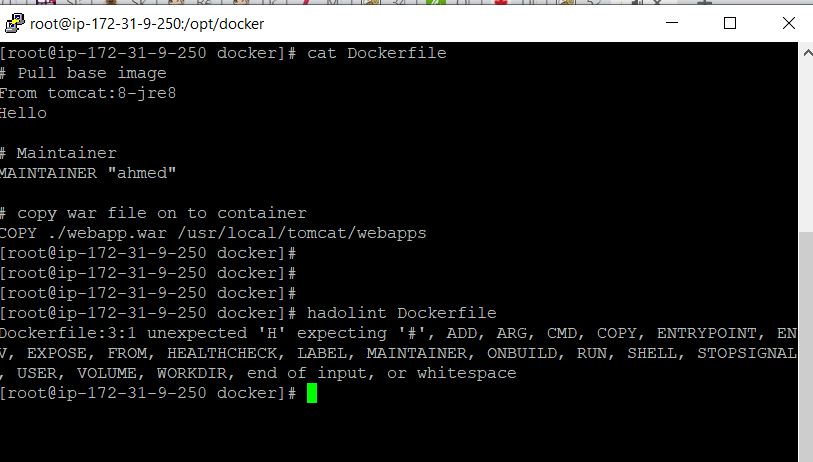 root@ip-172-31-9-250:/opt/docker
[root@ip-172-31-9-250 docker]# cat Dockerfile
# Pull base image
From tomcat:8-jre8
Hello
# Maintainer
MAINTAINER "ahmed"
# copy war file on to container
COPY ./webapp.war /usr/local/tomcat/webapps
[root@ip-172-31-9-250 docker]#
[root@ip-172-31-9-250 docker]#
[root@ip-172-31-9-250 docker]#
[root@ip-172-31-9-250 docker]# hadolint Dockerfile
Dockerfile:3:1 unexpected 'H' expecting '#', ADD, ARG, CMD, COPY, ENTRYPOINT, EN
V, EXPOSE, FROM, HEALTHCHECK, LABEL, MAINTAINER, ONBUILD, RUN, SHELL, STOPSIGNAL
, USER, VOLUME, WORKDIR, end of input, or whitespace
[root@ip-172-31-9-250 docker]#